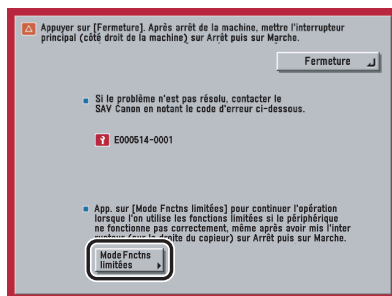 Appuyer sur [Fermeture]. Après arrêt de la machine, mettre l'interrupteur
principal (côté droit de la machine) sur Arrêt puis sur Marche.
Fermeture
Si le problème n'est pas résolu, contacter le
SAV Canon en notant le code d'erreur ci-dessous.
E000514-0001
App. sur [Mode Fnctns limitées] pour continuer l'opération
lorsque l'on utilise les fonctions limitées si le périphérique
ne fonctionne pas correctement, même après avoir mis l'inter
rupteur (sur la droite du copieur) sur Arrêt puis sur Marche.
Mode Fnctns
limitées